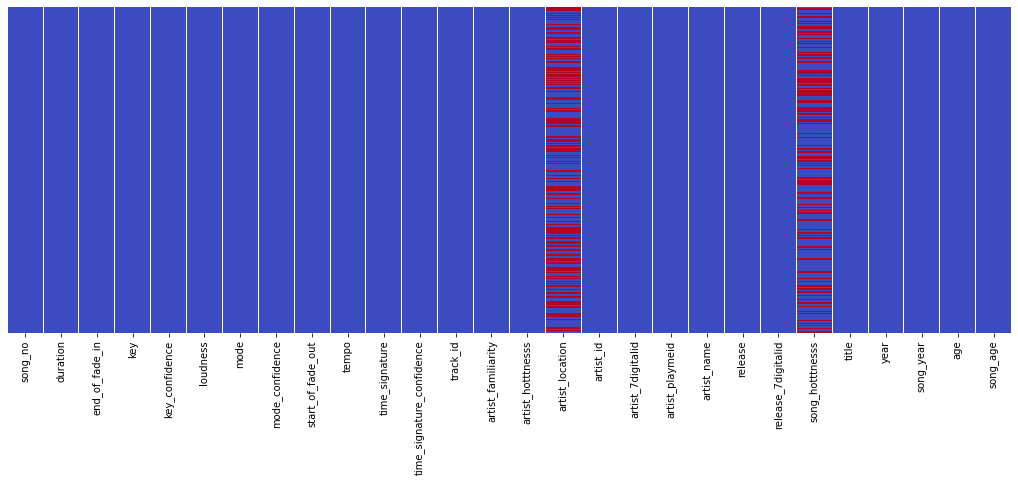 song_no
duration
end_of_fade_in
key
key_confidence
loudness
mode
mode_confidence
start_of_fade_out
tempo
time_signature
time_signature_confidence
track_id
artist_familiarity
artist_hotttnesss
artist_location
artist_id
artist_7digitalid
artist_playmeid
artist_name
release
release_7digitalid
song_hotttnesss
title
year
song_year
age
song_age